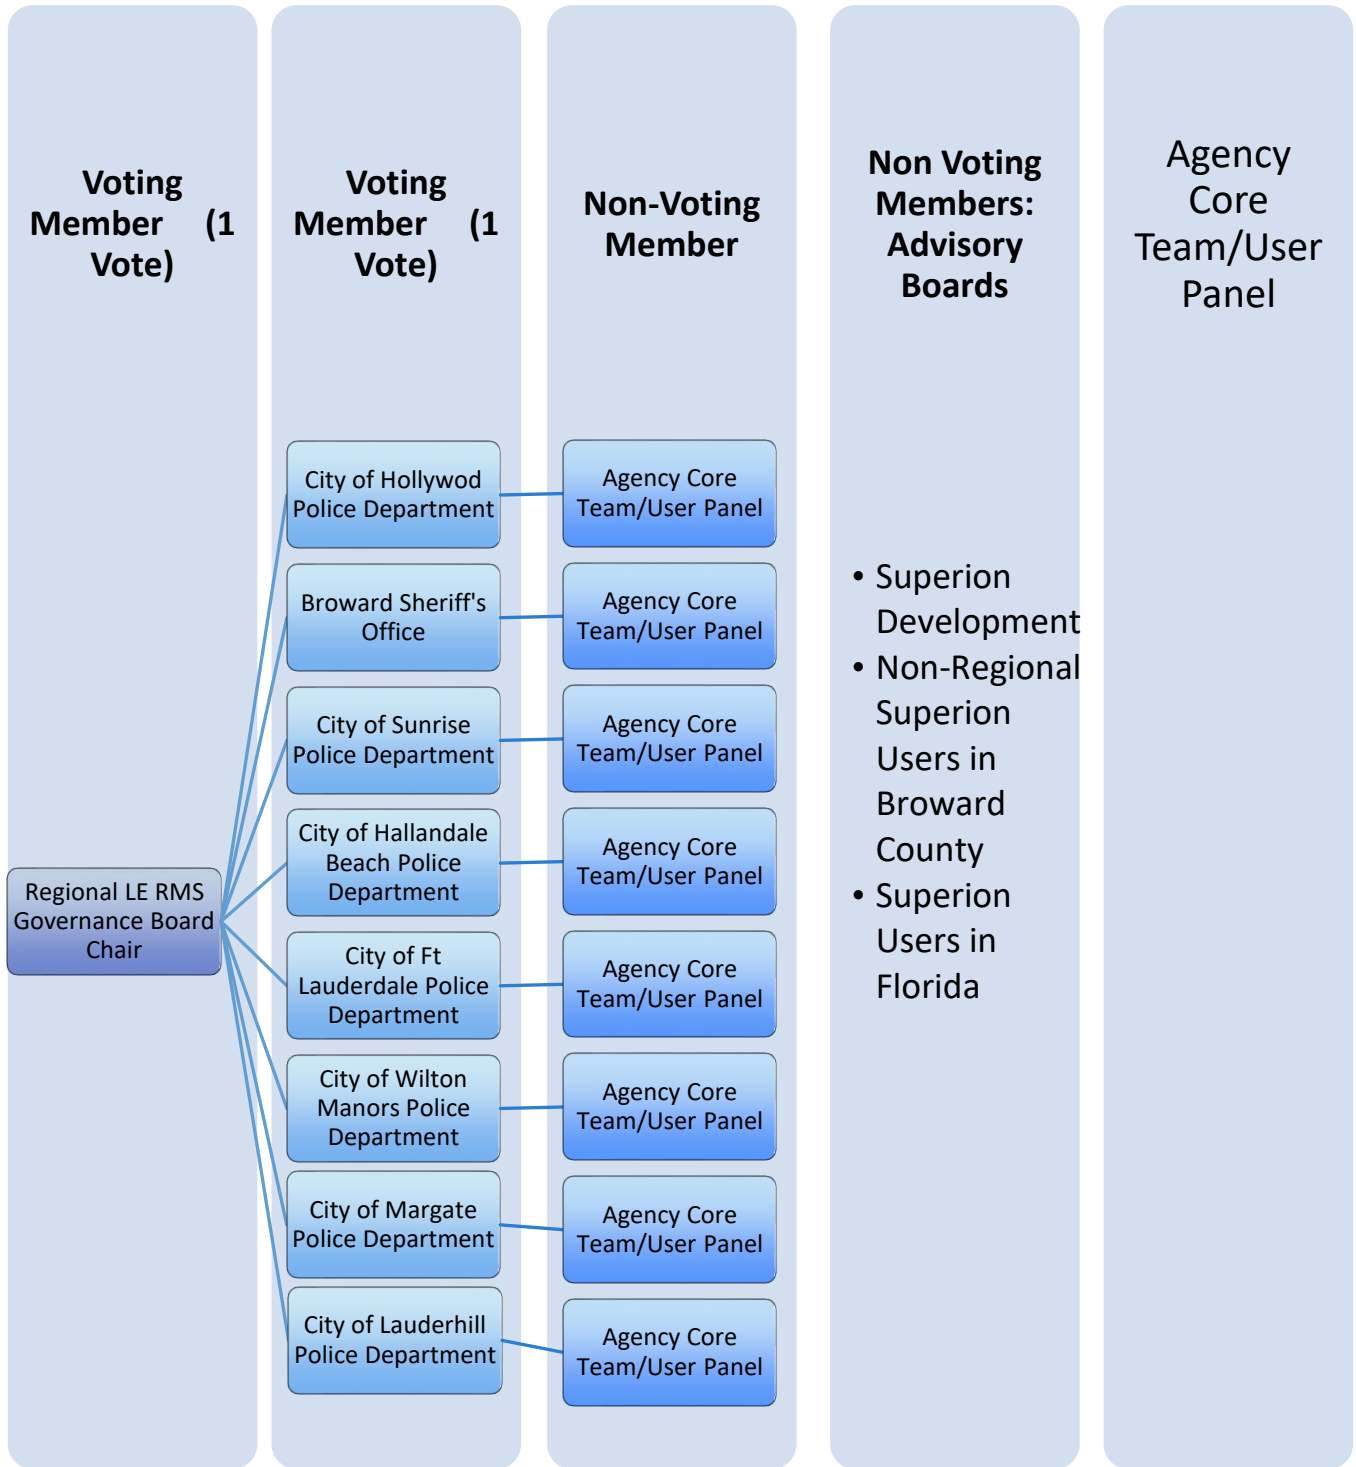 Voting
Member (1
Vote)
Voting
Member (1
Vote)
Non-Voting
Member
Non Voting
Members:
Advisory
Boards
Agency
Core
Team/User
Panel
Regional LE RMS
Governance Board
Chair
City of Hollywod
Police Department
Broward Sheriff's
Office
City of Sunrise
Police Department
City of Hallandale
Beach Police
Department
City of Ft
Lauderdale Police
Department
City of Wilton
Manors Police
Department
City of Margate
Police Department
City of Lauderhill
Police Department
Agency Core
Team/User Panel
Agency Core
Team/User Panel
Agency Core
Team/User Panel
Agency Core
Team/User Panel
Agency Core
Team/User Panel
Agency Core
Team/User Panel
Agency Core
Team/User Panel
Agency Core
Team/User Panel
• Superion
Development
• Non-Regional
Superion
Users in
Broward
County
• Superion
Users in
Florida